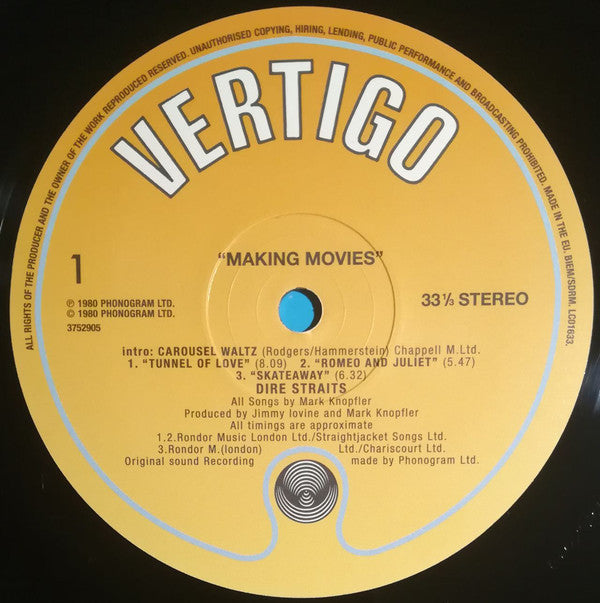 ALL RIGHTS OF THE PRODUCER AND THE OWNER OF THE WORK REPRODUCED RESERVED. UNAUTHORISED COPYING, HIRING, LENDING, PUBLIC PERFORMANCE AND BROADCASTING PROHIBITED. MADE IN THE EU. BIEM/SDRM. LC01633.
VERTIGO
"MAKING MOVIES"
1
℗ 1980 PHONOGRAM LTD.
© 1980 PHONOGRAM LTD.
3752905
33 ⅓ STEREO
intro: CAROUSEL WALTZ (Rodgers/Hammerstein) Chappell M.Ltd.
1. "TUNNEL OF LOVE" (8.09) 2. "ROMEO AND JULIET" (5.47)
3. "SKATEAWAY" (6.32)
DIRE STRAITS
All Songs by Mark Knopfler
Produced by Jimmy Iovine and Mark Knopfler
All timings are approximate
1.2.Rondor Music London Ltd./Straightjacket Songs Ltd.
3.Rondor M.(london) Ltd./Chariscourt Ltd.
Original sound Recording made by Phonogram Ltd.